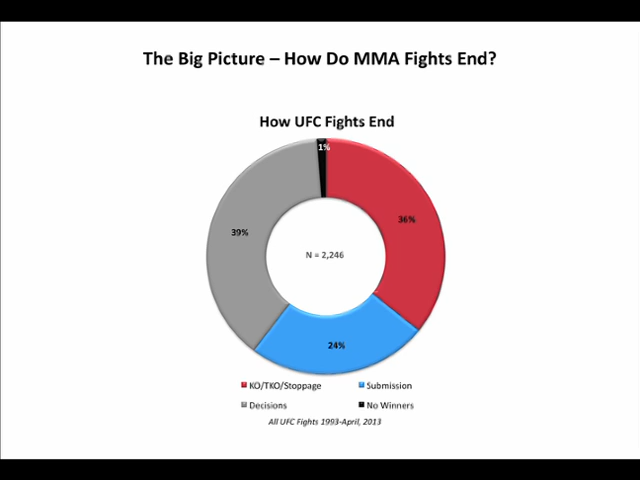 The Big Picture – How Do MMA Fights End?
How UFC Fights End
1%
36%
39%
N = 2,246
24%
KO/TKO/Stoppage
Submission
Decisions
No Winners
All UFC Fights 1993-April, 2013